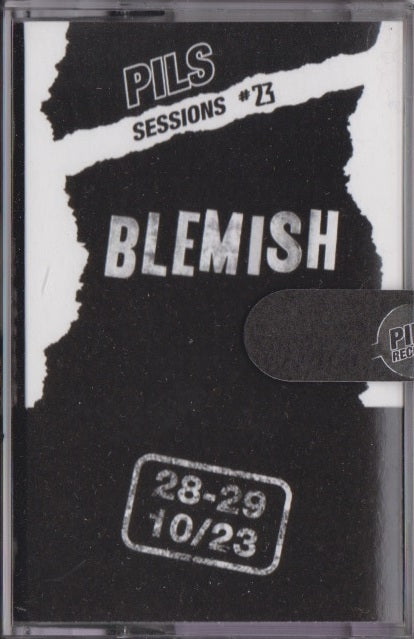 PILS
SESSIONS #23
BLEMISH
28-29
10/23